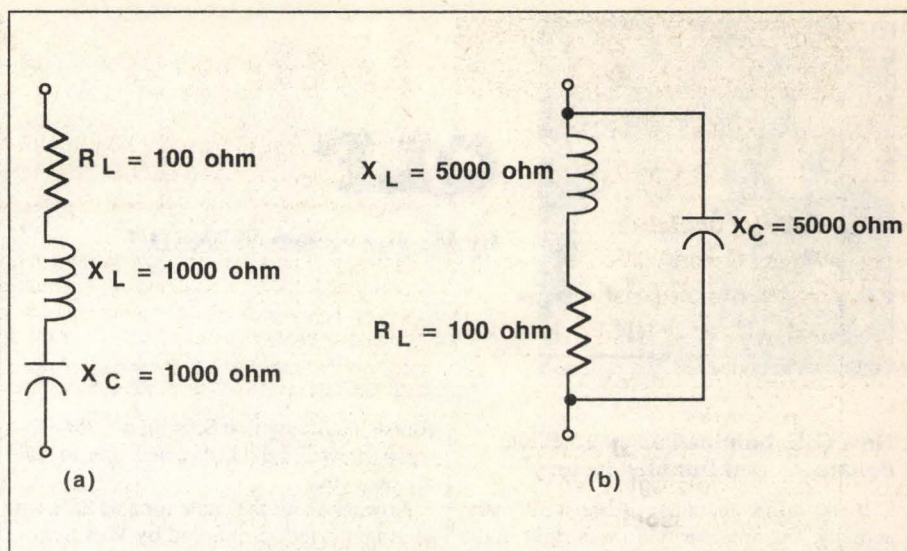 R L = 100 ohm
X L = 1000 ohm
X C = 1000 ohm
(a)
X L = 5000 ohm
X C = 5000 ohm
R L = 100 ohm
(b)